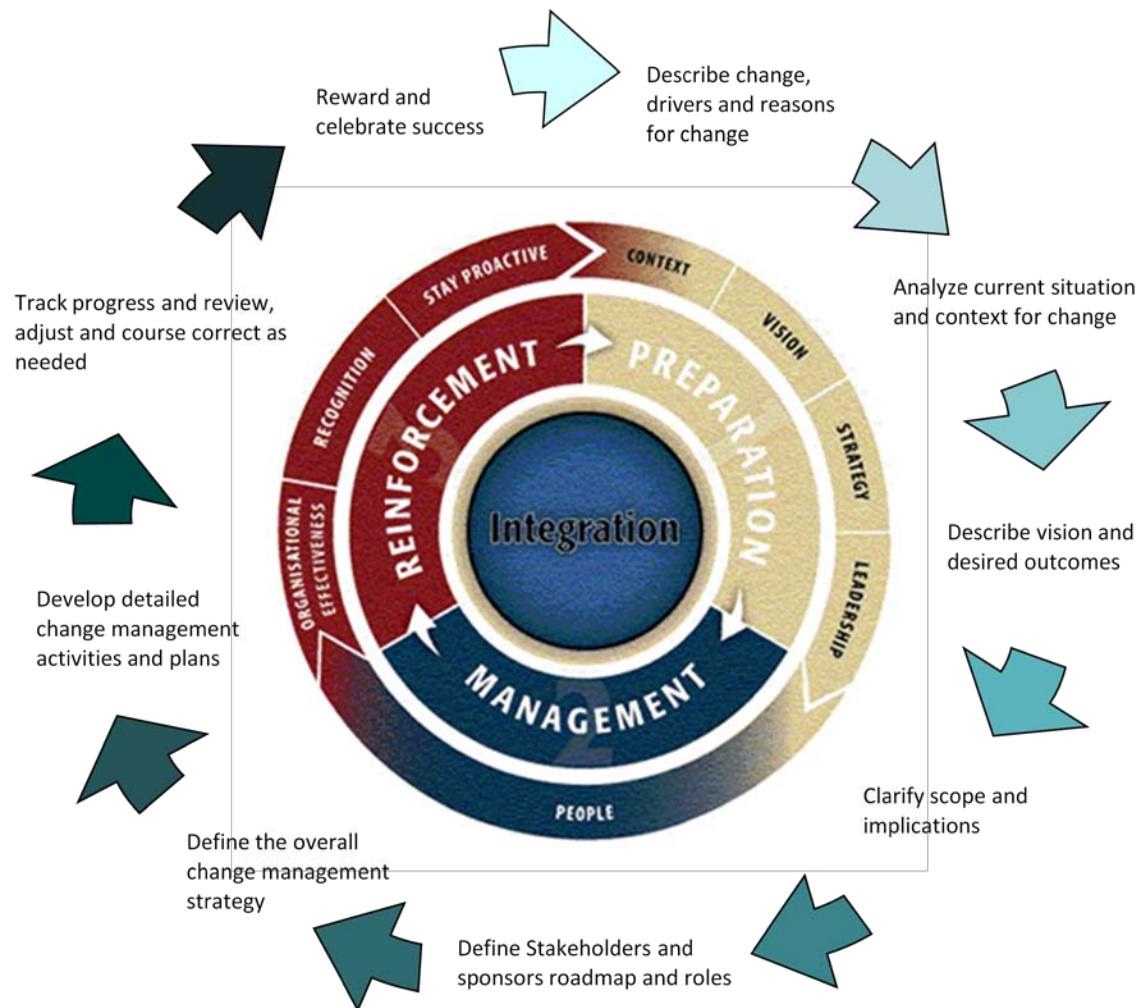 Reward and
celebrate success
Describe change,
drivers and reasons
for change
Analyze current situation
and context for change
Describe vision and
desired outcomes
Clarify scope and
implications
Define Stakeholders and
sponsors roadmap and roles
Define the overall
change management
strategy
Develop detailed
change management
activities and plans
Track progress and review,
adjust and course correct as
needed
CONTEXT
VISION
STRATEGY
LEADERSHIP
PEOPLE
ORGANISATIONAL
EFFECTIVENESS
RECOGNITION
STAY PROACTIVE
PREPARATION
MANAGEMENT
2
REINFORCEMENT
Integration